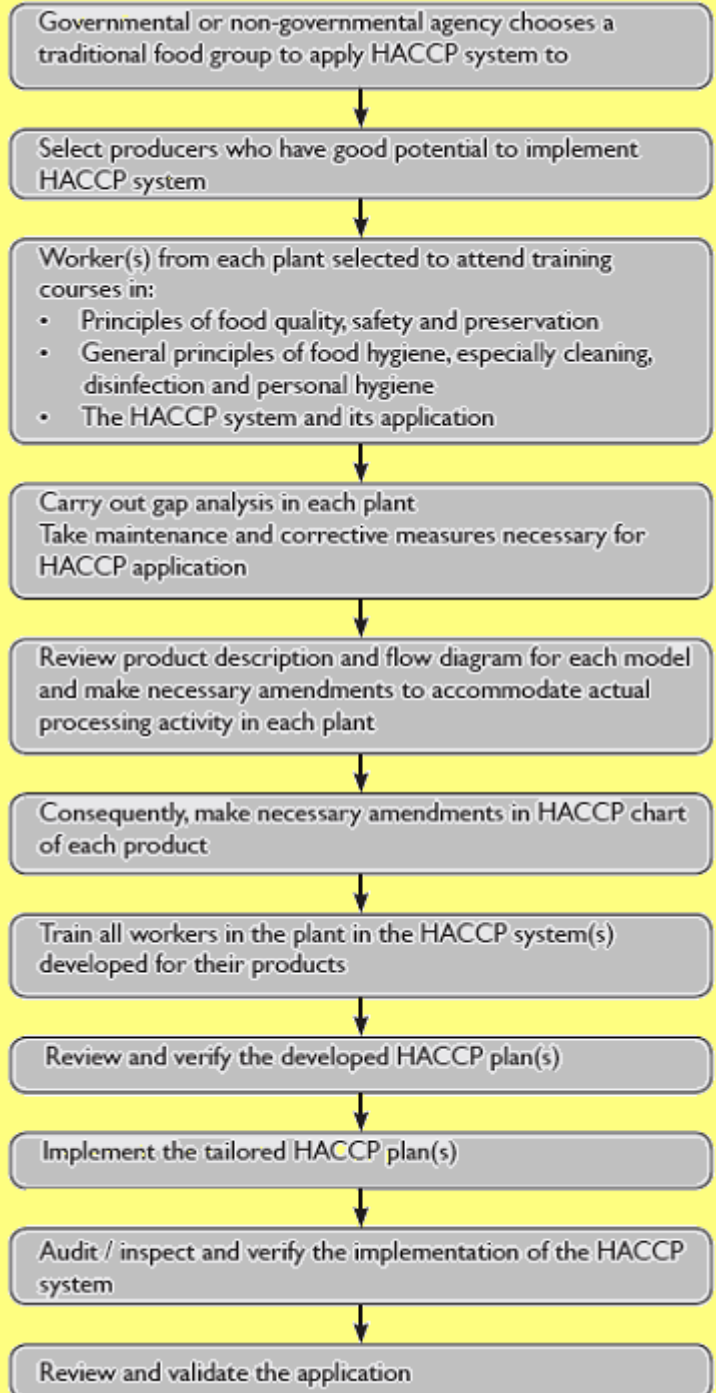 Governmental or non-governmental agency chooses a
traditional food group to apply HACCP system to
Select producers who have good potential to implement
HACCP system
Worker(s) from each plant selected to attend training
courses in:
• Principles of food quality, safety and preservation
• General principles of food hygiene, especially cleaning,
disinfection and personal hygiene
• The HACCP system and its application
Carry out gap analysis in each plant
Take maintenance and corrective measures necessary for
HACCP application
Review product description and flow diagram for each model
and make necessary amendments to accommodate actual
processing activity in each plant
Consequently, make necessary amendments in HACCP chart
of each product
Train all workers in the plant in the HACCP system(s)
developed for their products
Review and verify the developed HACCP plan(s)
Implement the tailored HACCP plan(s)
Audit / inspect and verify the implementation of the HACCP
system
Review and validate the application